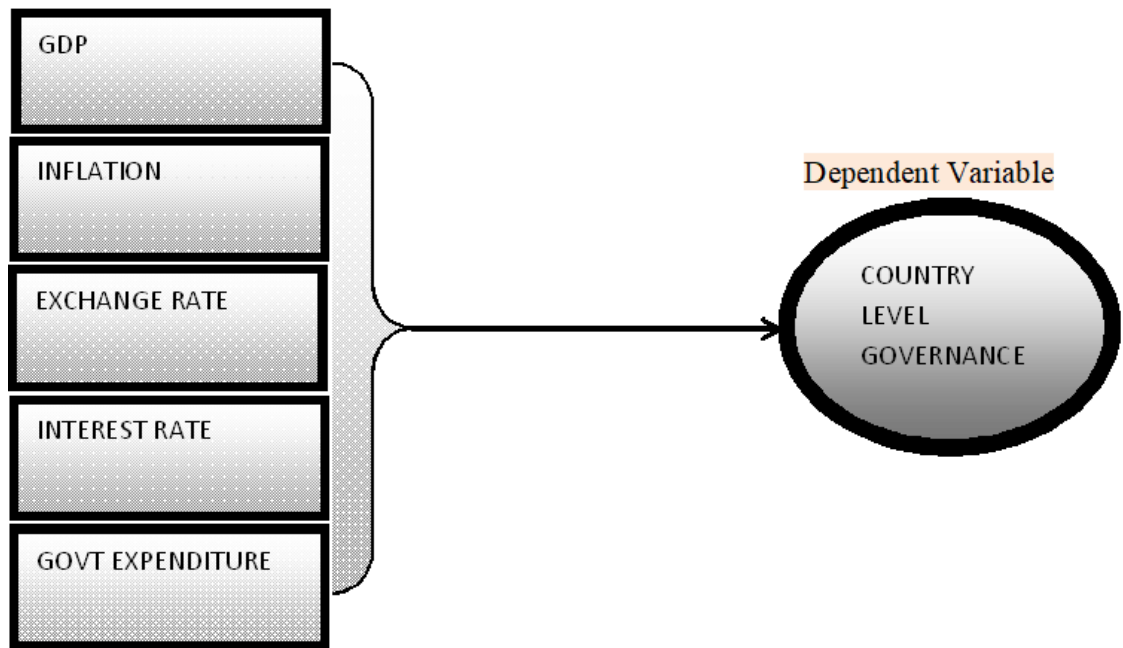 GDP
INFLATION
EXCHANGE RATE
INTEREST RATE
GOVT EXPENDITURE
Dependent Variable
COUNTRY
LEVEL
GOVERNANCE